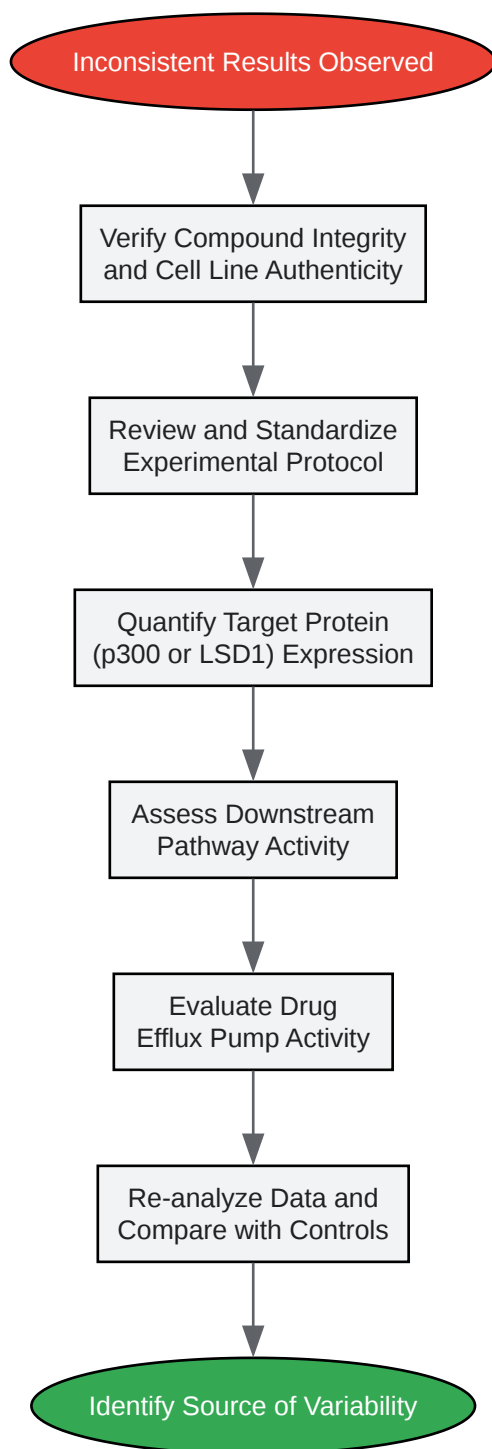 Inconsistent Results Observed
Verify Compound Integrity
and Cell Line Authenticity
Review and Standardize
Experimental Protocol
Quantify Target Protein
(p300 or LSD1) Expression
Assess Downstream
Pathway Activity
Evaluate Drug
Efflux Pump Activity
Re-analyze Data and
Compare with Controls
Identify Source of Variability